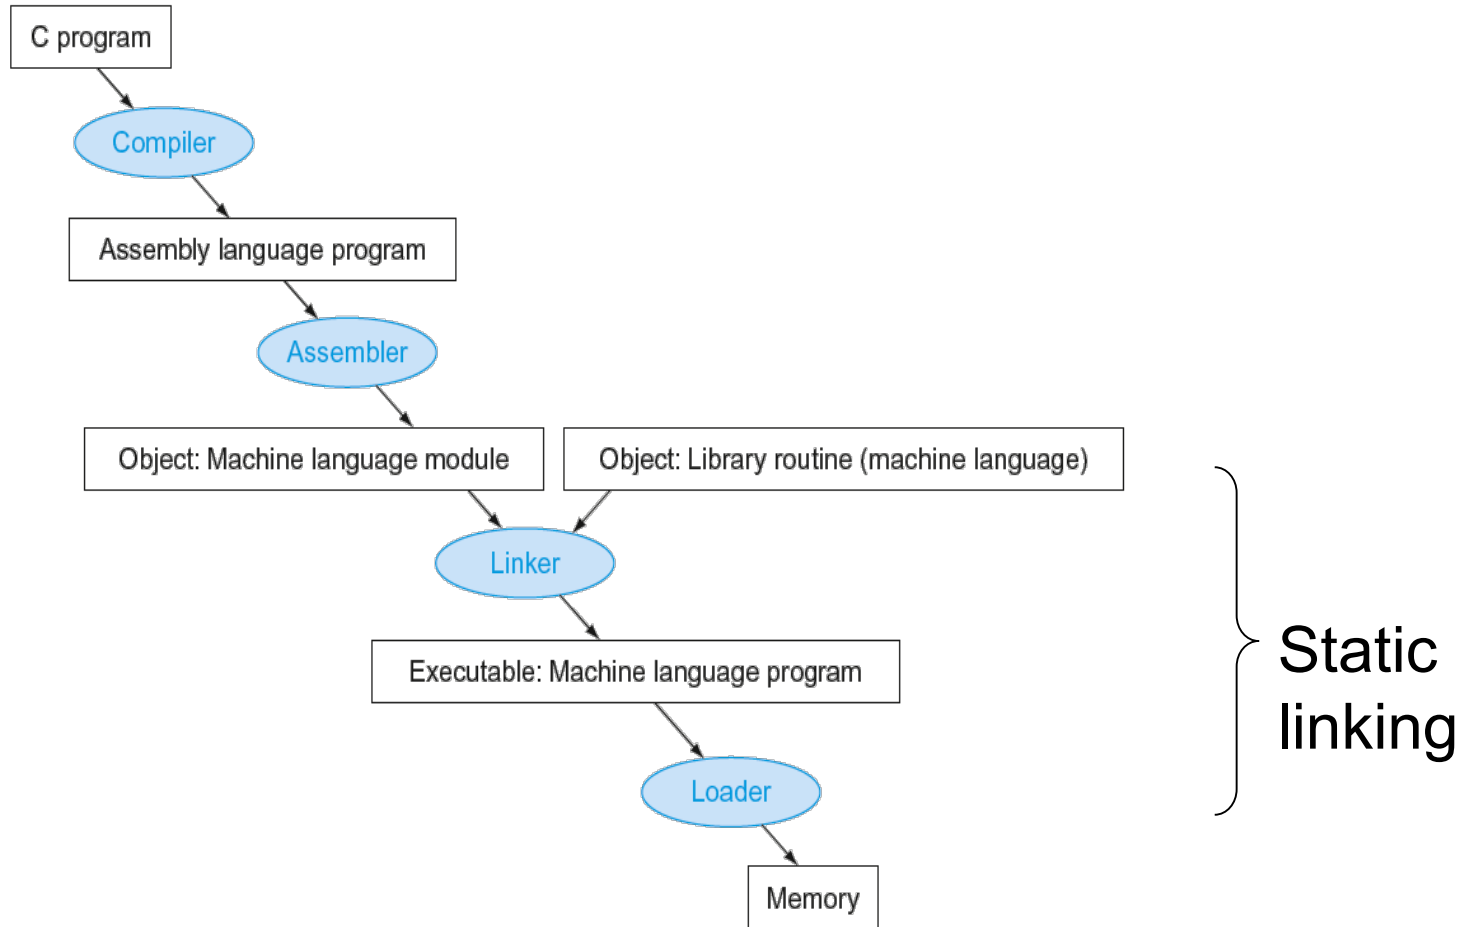 C program
Compiler
Assembly language program
Assembler
Object: Machine language module
Object: Library routine (machine language)
Linker
Executable: Machine language program
Loader
Memory
Static
linking